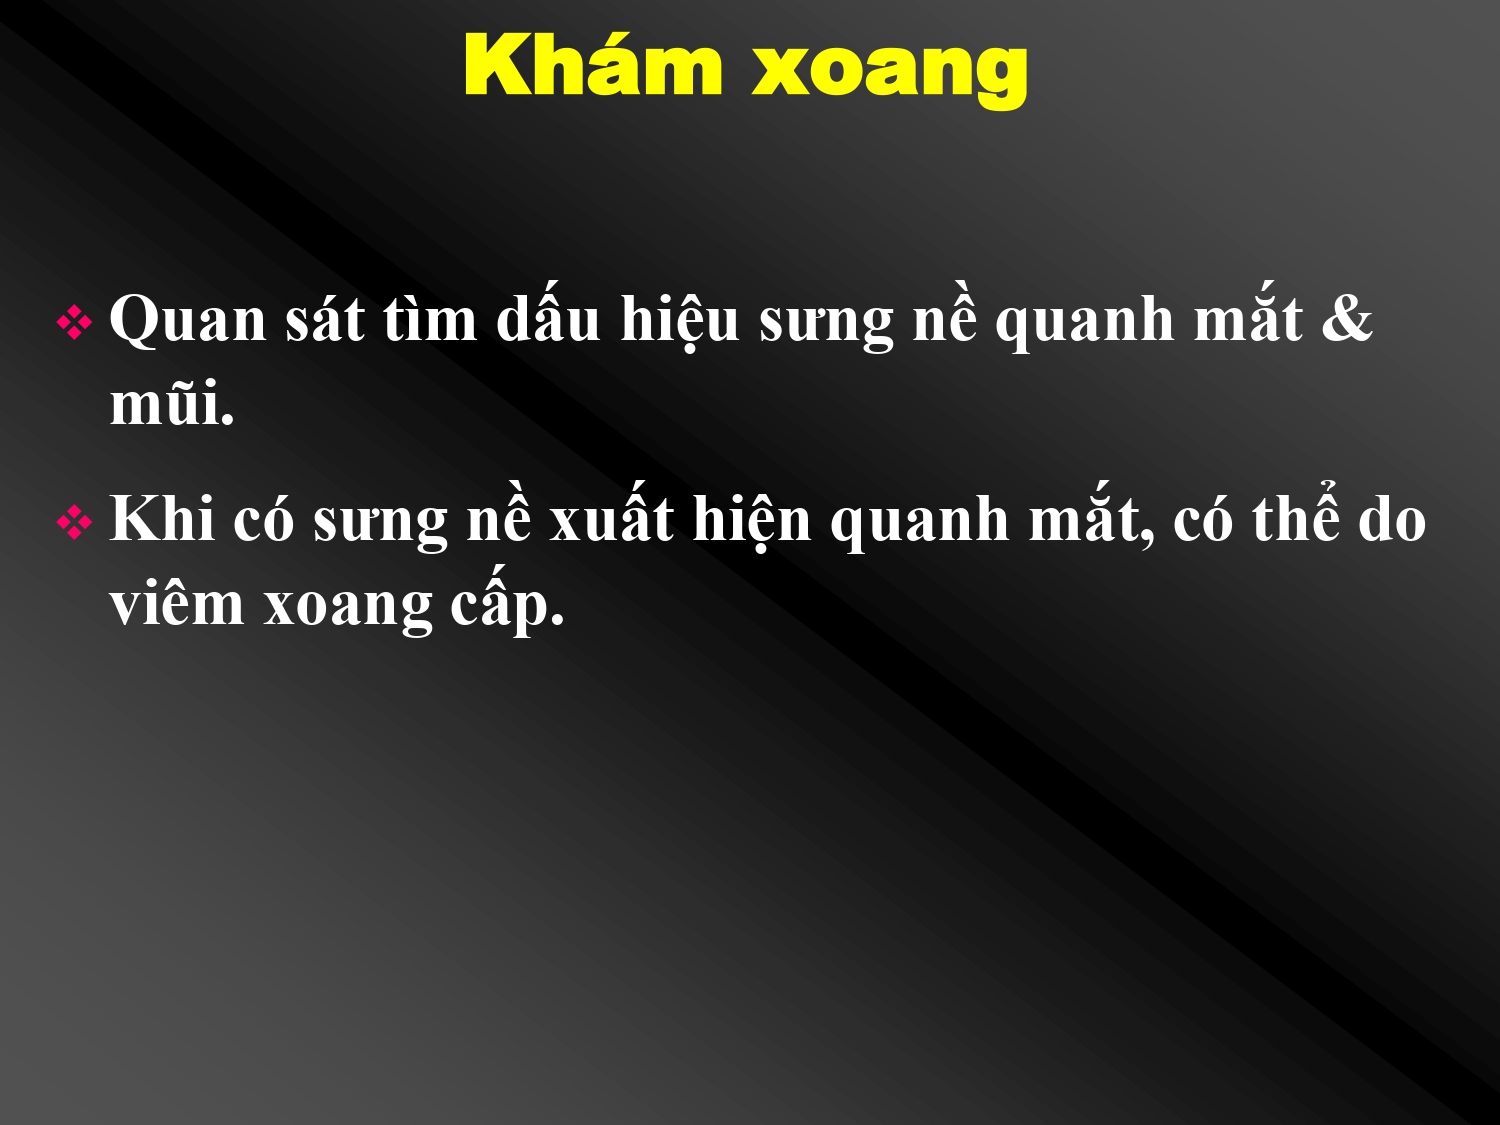 Khám xoang
❖ Quan sát tìm dấu hiệu sưng nề quanh mắt &
mũi.
❖ Khi có sưng nề xuất hiện quanh mắt, có thể do
viêm xoang cấp.